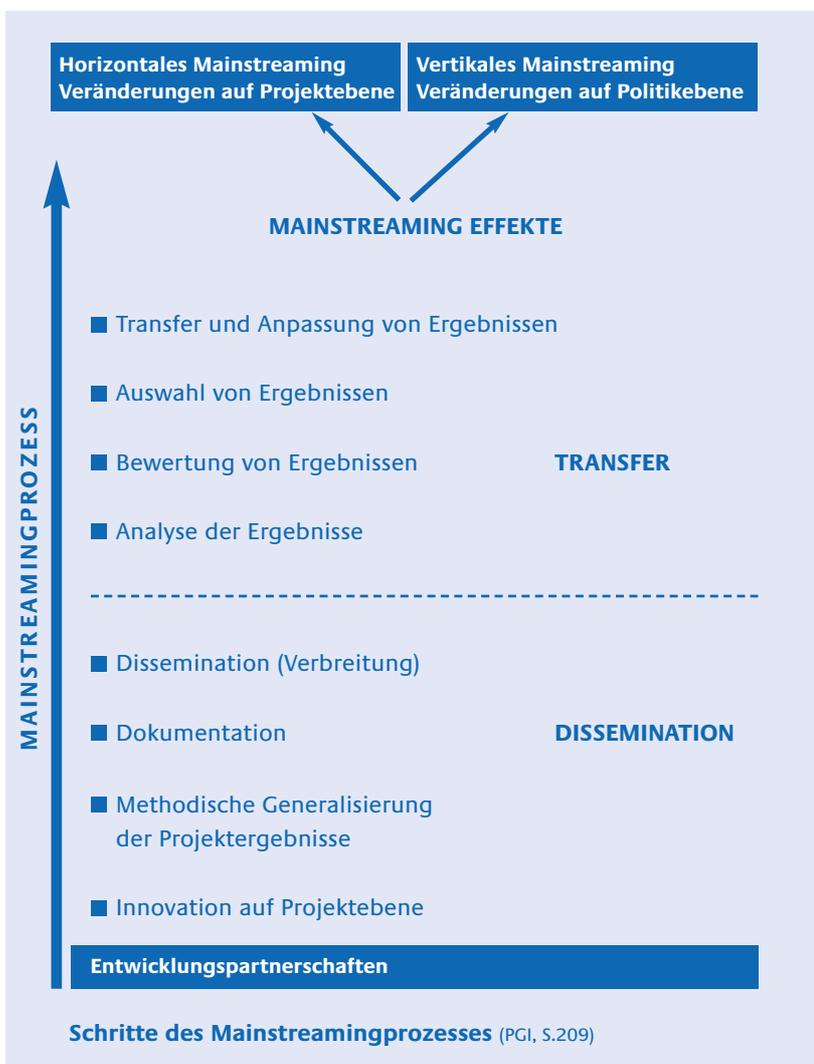 Horizontales Mainstreaming
Veränderungen auf Projektebene
Vertikales Mainstreaming
Veränderungen auf Politikebene
MAINSTREAMING EFFEKTE
MAINSTREAMINGPROZESS
Transfer und Anpassung von Ergebnissen
Auswahl von Ergebnissen
Bewertung von Ergebnissen
TRANSFER
Analyse der Ergebnisse
Dissemination (Verbreitung)
Dokumentation
DISSEMINATION
Methodische Generalisierung
der Projektergebnisse
Innovation auf Projektebene
Entwicklungspartnerschaften
Schritte des Mainstreamingprozesses (PGI, S.209)